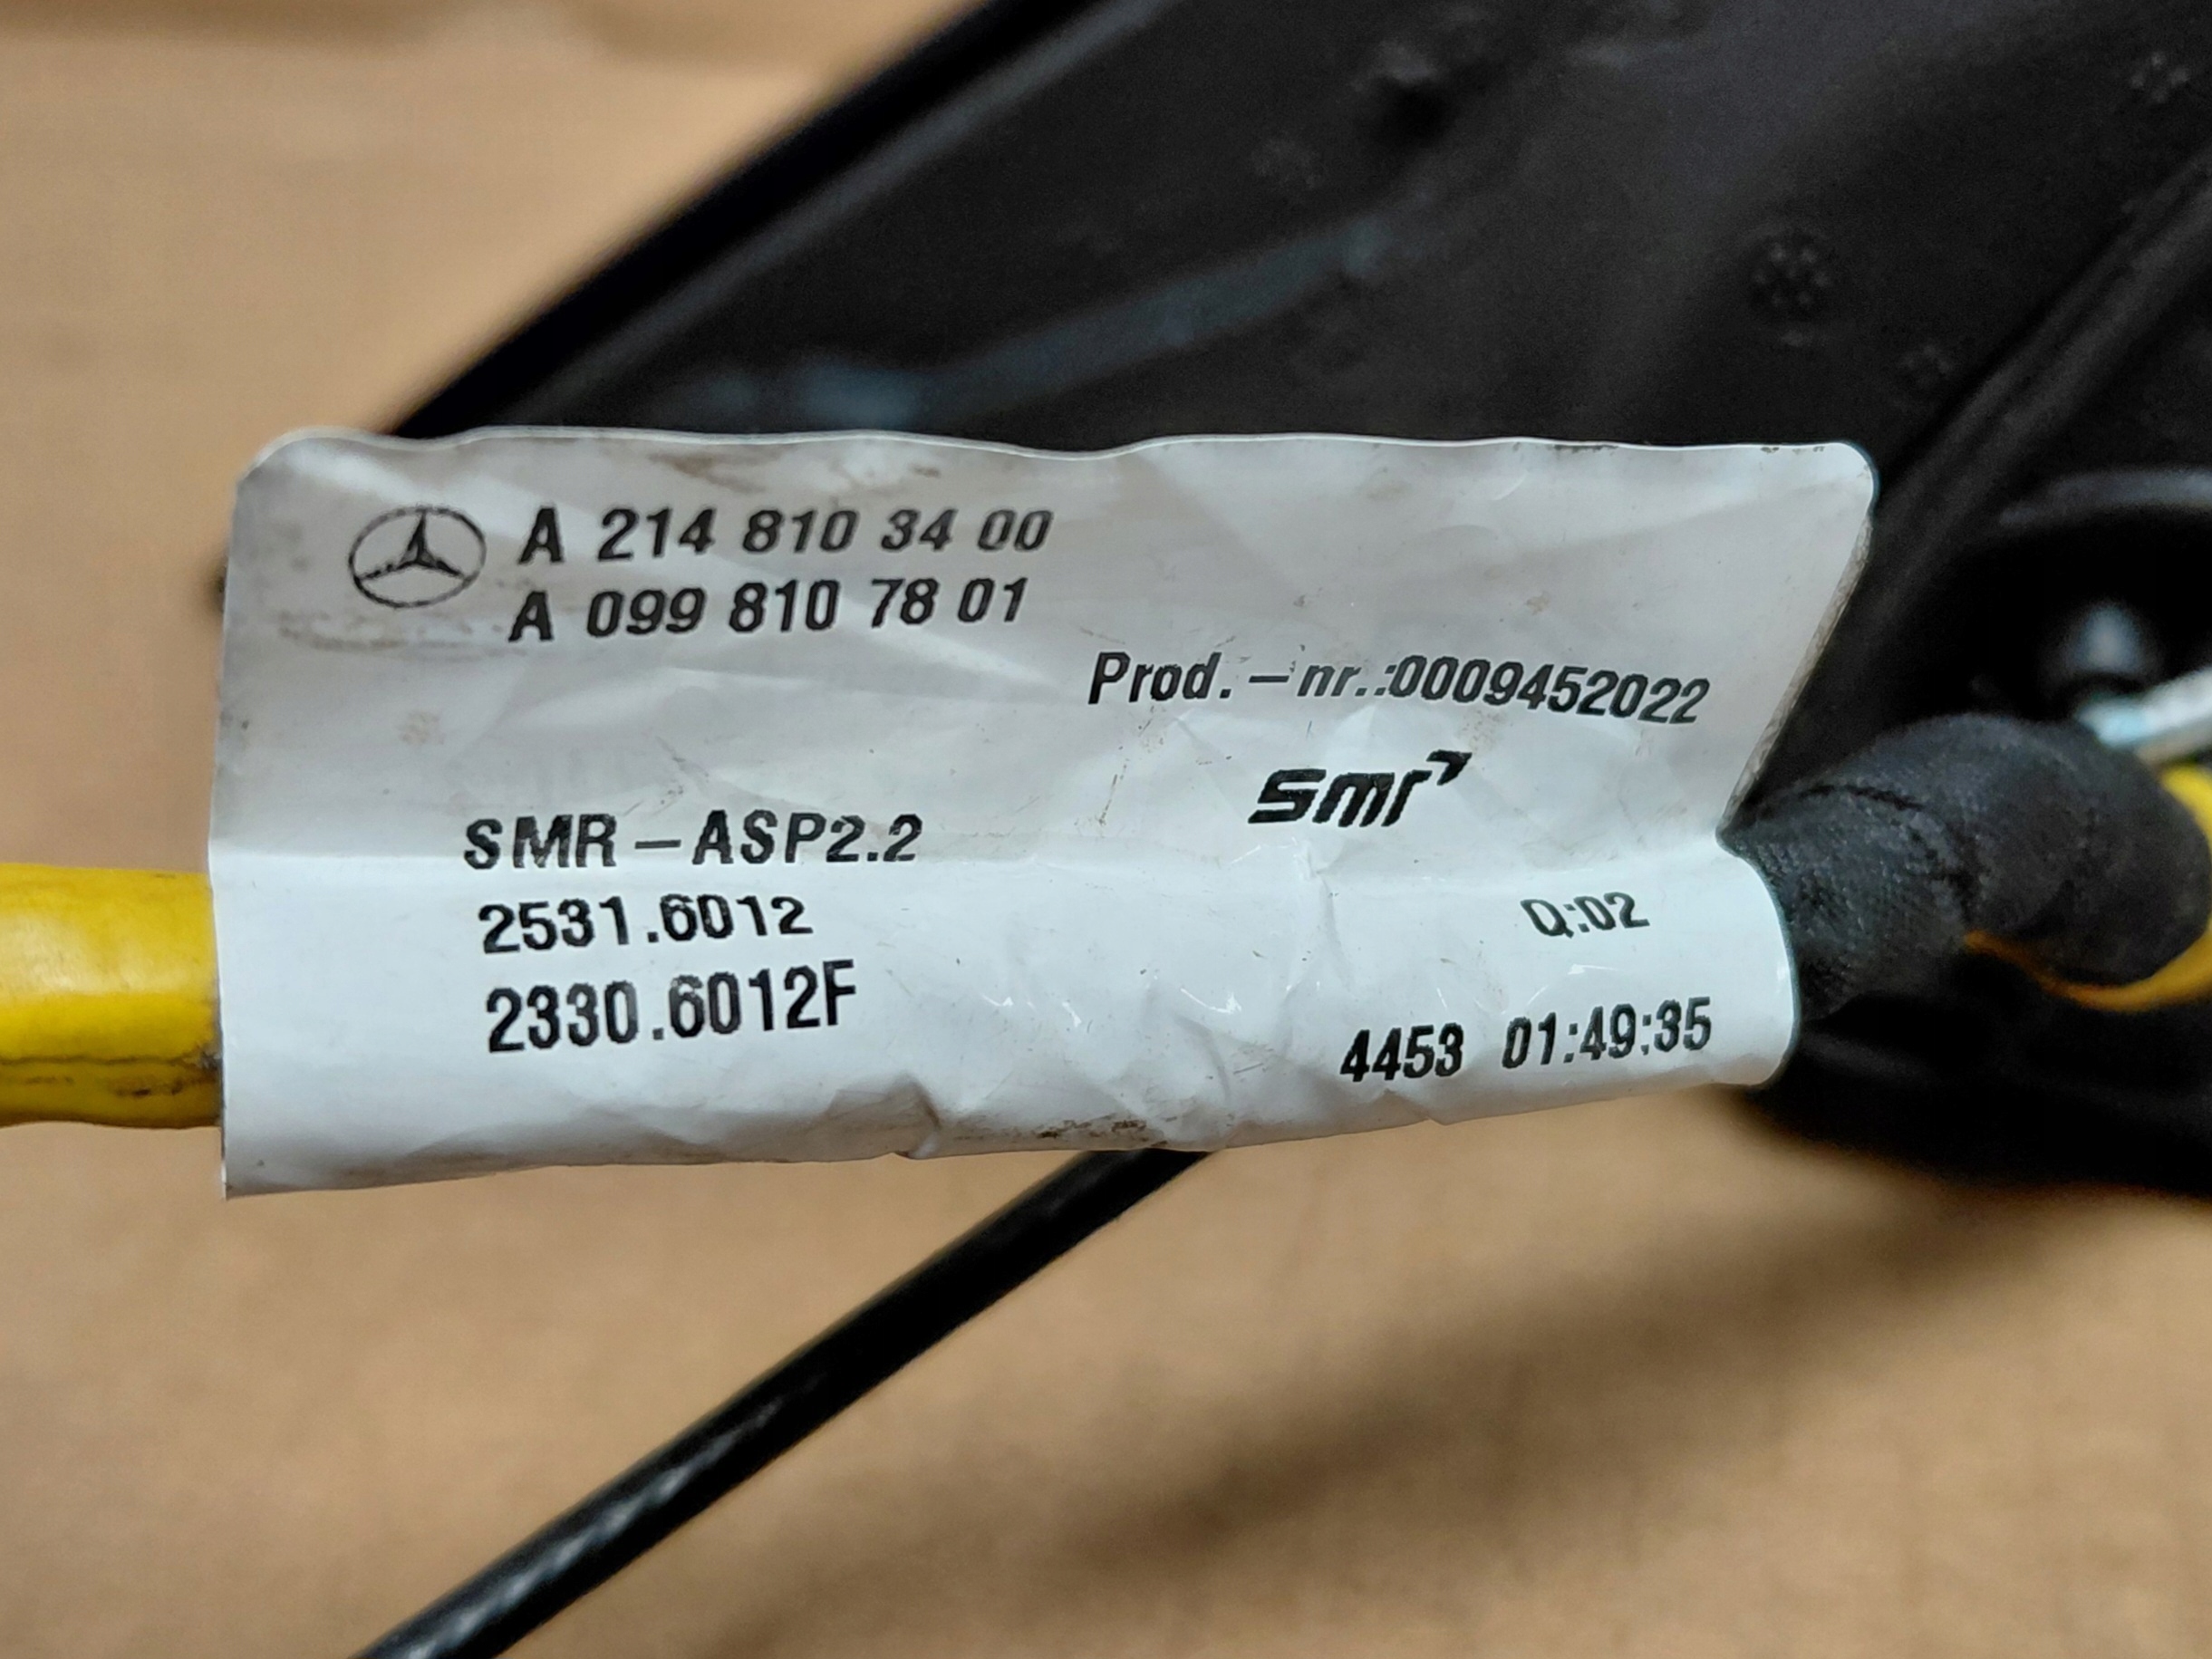 A 214 810 34 00
A 099 810 78 01
Prod.-nr.:0009452022
smr
SMR-ASP2.2
2531.6012
Q:02
2330.6012F
4453 01:49:35